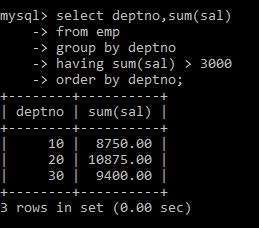 mysql> select deptno,sum(sal)
    -> from emp
    -> group by deptno
    -> having sum(sal) > 3000
    -> order by deptno;
+--------+----------+
| deptno | sum(sal) |
+--------+----------+
|     10 |  8750.00 |
|     20 | 10875.00 |
|     30 |  9400.00 |
+--------+----------+
3 rows in set (0.00 sec)